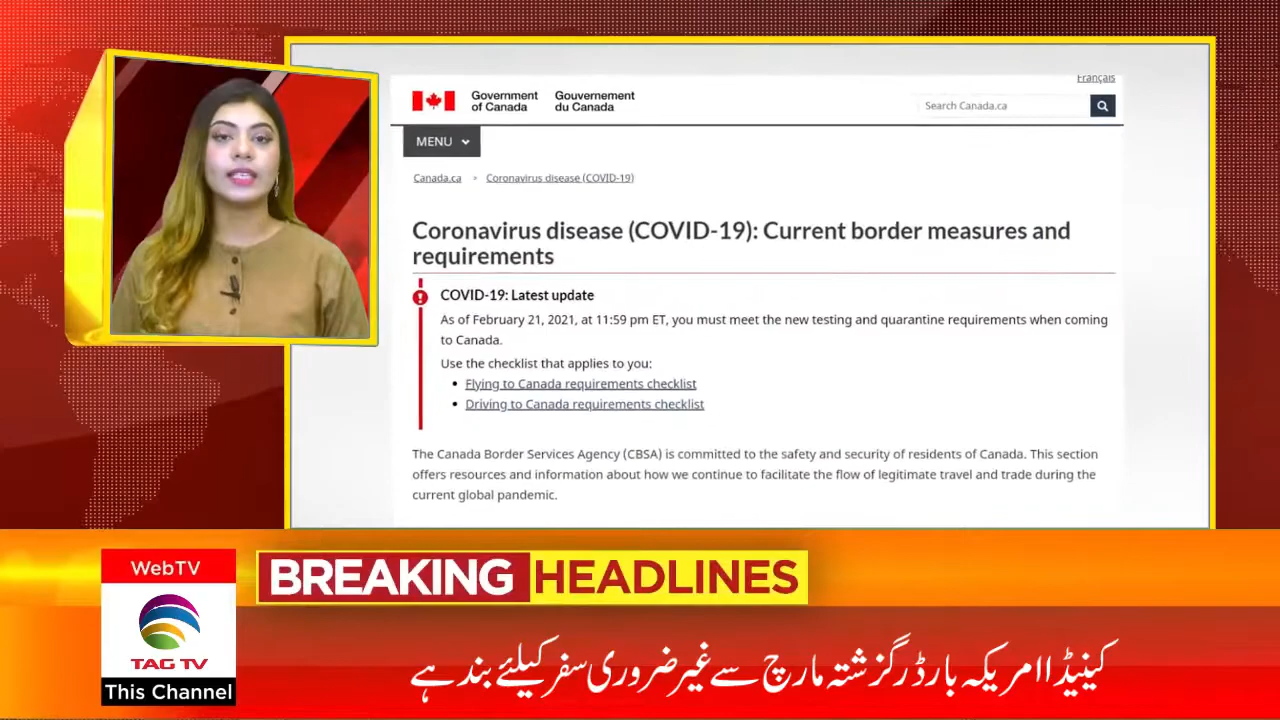 Français
Government of Canada
Gouvernement du Canada
Search Canada.ca
MENU
Canada.ca > Coronavirus disease (COVID-19)
Coronavirus disease (COVID-19): Current border measures and
requirements
COVID-19: Latest update
As of February 21, 2021, at 11:59 pm ET, you must meet the new testing and quarantine requirements when coming
to Canada.
Use the checklist that applies to you:
• Flying to Canada requirements checklist
• Driving to Canada requirements checklist
The Canada Border Services Agency (CBSA) is committed to the safety and security of residents of Canada. This section
offers resources and information about how we continue to facilitate the flow of legitimate travel and trade during the
current global pandemic.
WebTV
TAG TV
This Channel
BREAKING HEADLINES
کینیڈا امریکہ بارڈر گزشتہ مارچ سے غیر ضروری سفر کیلئے بند ہے